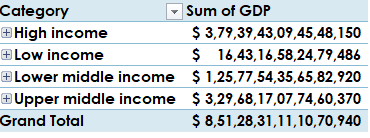 Category Sum of GDP
High income $ 3,79,39,43,09,45,48,150
Low income $ 16,43,16,58,24,79,486
Lower middle income $ 1,25,77,54,35,65,82,920
Upper middle income $ 3,29,68,17,07,74,60,370
Grand Total $ 8,51,28,31,11,10,70,940